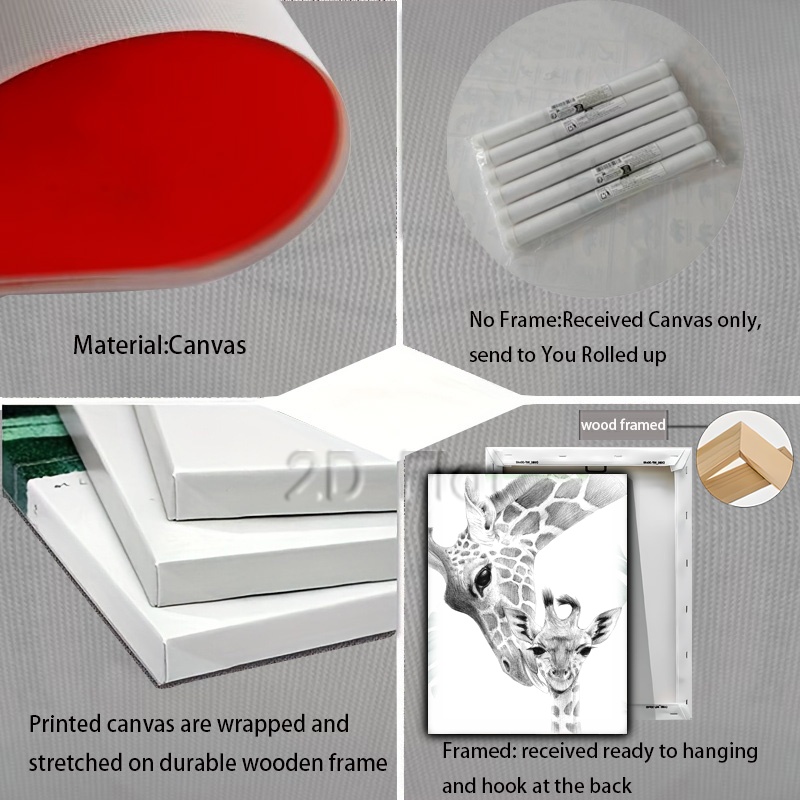 Material:Canvas
No Frame:Received Canvas only,
send to You Rolled up
wood framed
2D
Printed canvas are wrapped and
stretched on durable wooden frame
Framed: received ready to hanging
and hook at the back